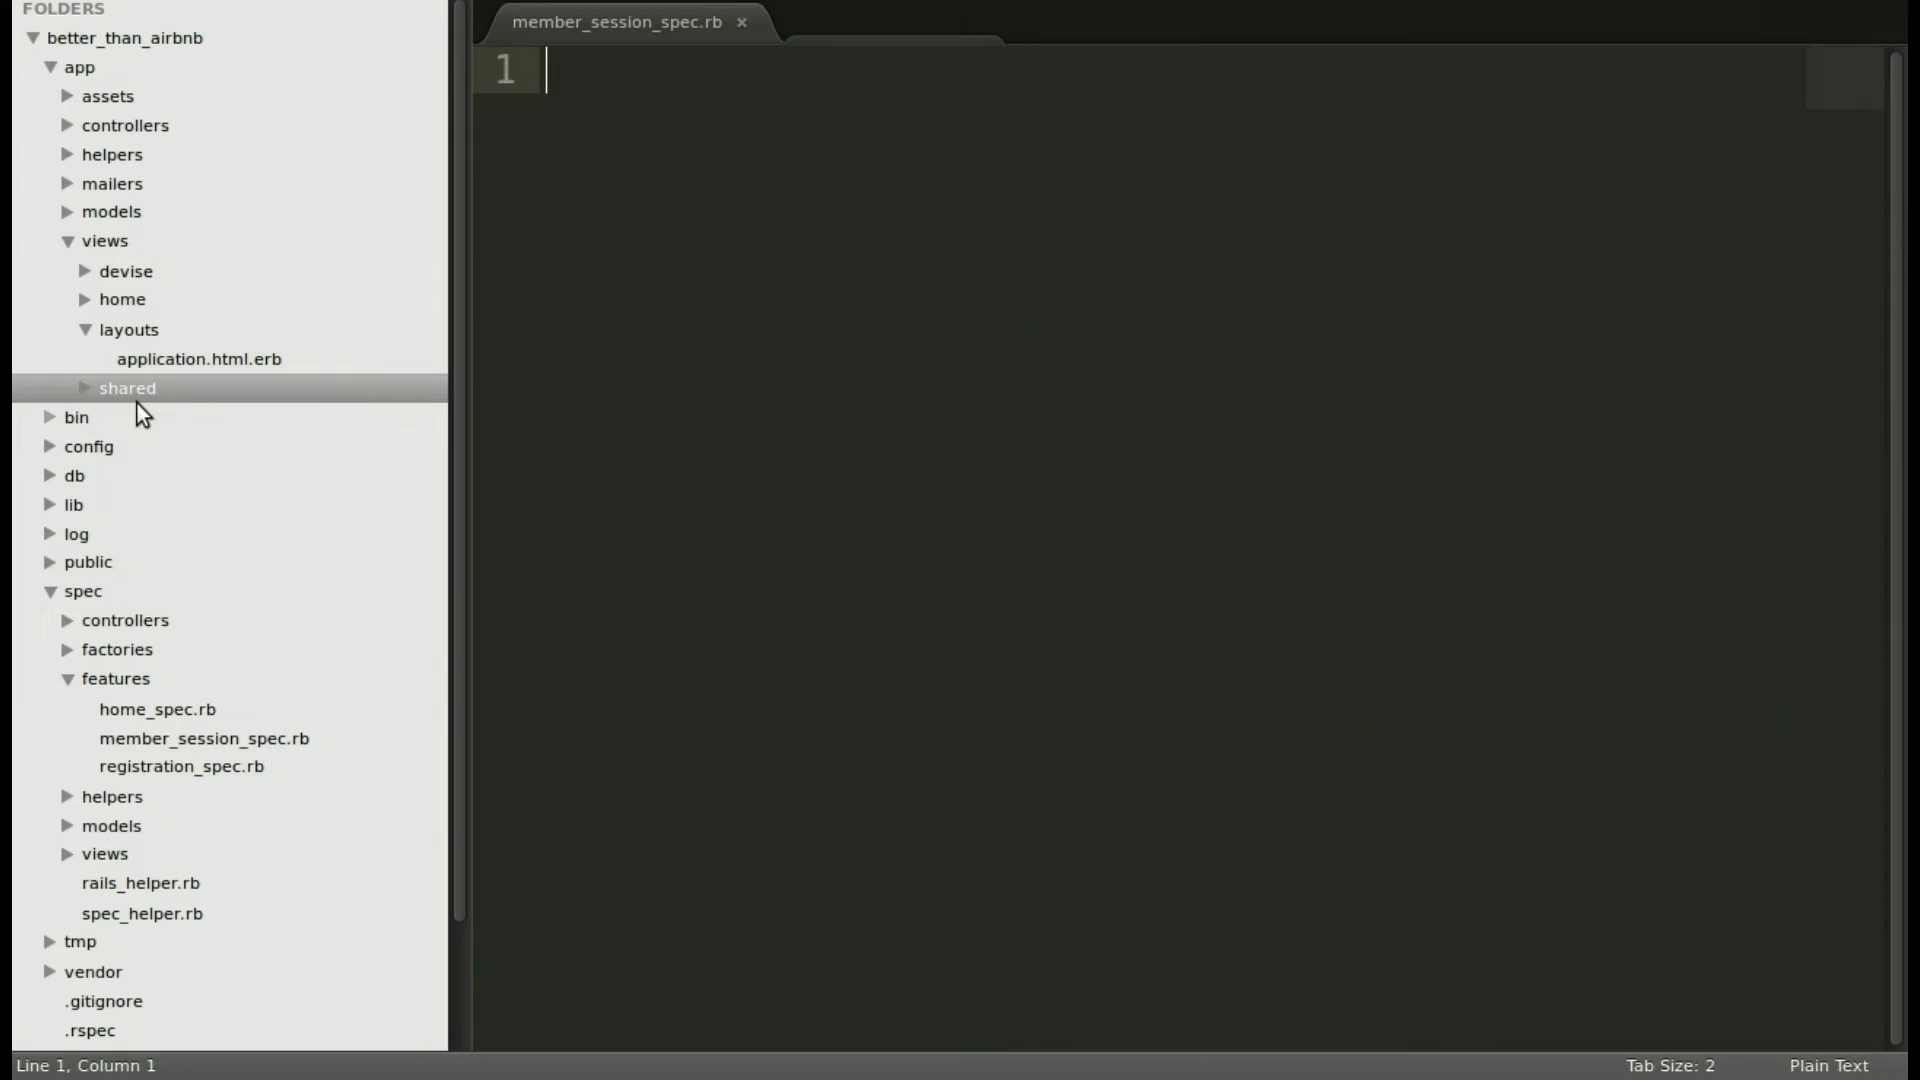 FOLDERS
better_than_airbnb
app
assets
controllers
helpers
mailers
models
views
devise
home
layouts
application.html.erb
shared
bin
config
db
lib
log
public
spec
controllers
factories
features
home_spec.rb
member_session_spec.rb
registration_spec.rb
helpers
models
views
rails_helper.rb
spec_helper.rb
tmp
vendor
.gitignore
.rspec
member_session_spec.rb ×
1
Line 1, Column 1
Tab Size: 2
Plain Text